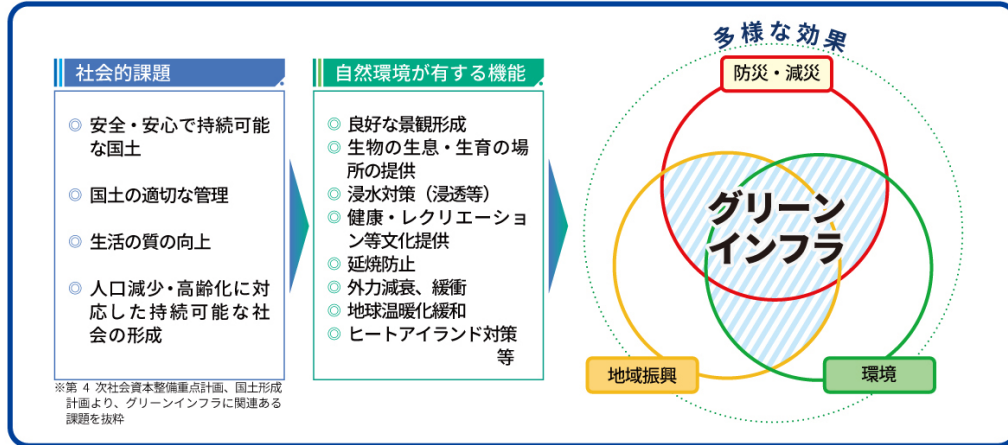 社会的課題
◎ 安全・安心で持続可能
な国土
◎ 国土の適切な管理
◎ 生活の質の向上
◎ 人口減少・高齢化に対
応した持続可能な社
会の形成
※第 4 次社会資本整備重点計画、国土形成
計画より、グリーンインフラに関連ある
課題を抜粋
自然環境が有する機能
◎ 良好な景観形成
◎ 生物の生息・生育の場
所の提供
◎ 浸水対策（浸透等）
◎ 健康・レクリエーショ
ン等文化提供
◎ 延焼防止
◎ 外力減衰、緩衝
◎ 地球温暖化緩和
◎ ヒートアイランド対策
等
多様な効果
防災・減災
グリーン
インフラ
地域振興
環境